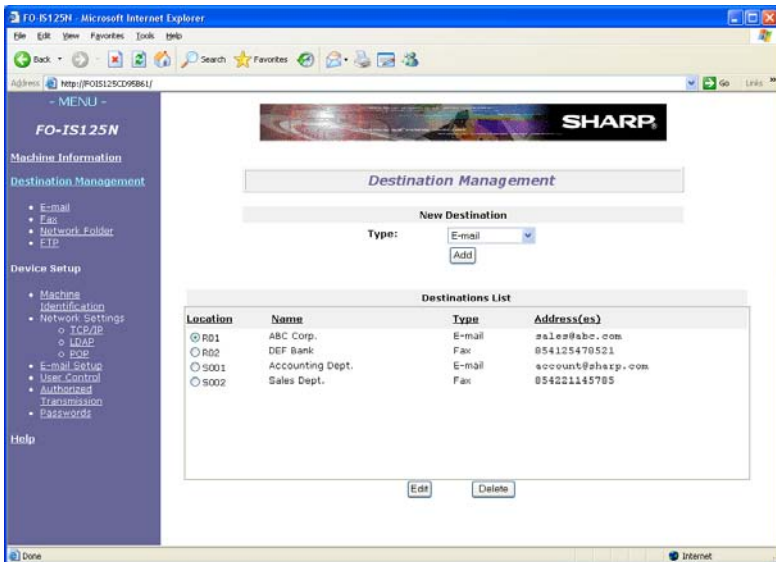 FO-IS125N - Microsoft Internet Explorer
File Edit View Favorites Tools Help
Back Search Favorites
Address http://FOIS125CD95B61/ Go Links »
- MENU -
FO-IS125N
Machine Information
Destination Management
E-mail
Fax
Network Folder
FTP
Device Setup
Machine
Identification
Network Settings
TCP/IP
LDAP
POP
E-mail Setup
User Control
Authorized
Transmission
Passwords
Help
SHARP
Destination Management
New Destination
Type: E-mail
Add
Destinations List
Location Name Type Address(es)
R01 ABC Corp. E-mail sales@abc.com
R02 DEF Bank Fax 854125470521
S001 Accounting Dept. E-mail account@sharp.com
S002 Sales Dept. Fax 854221145785
Edit Delete
Done Internet